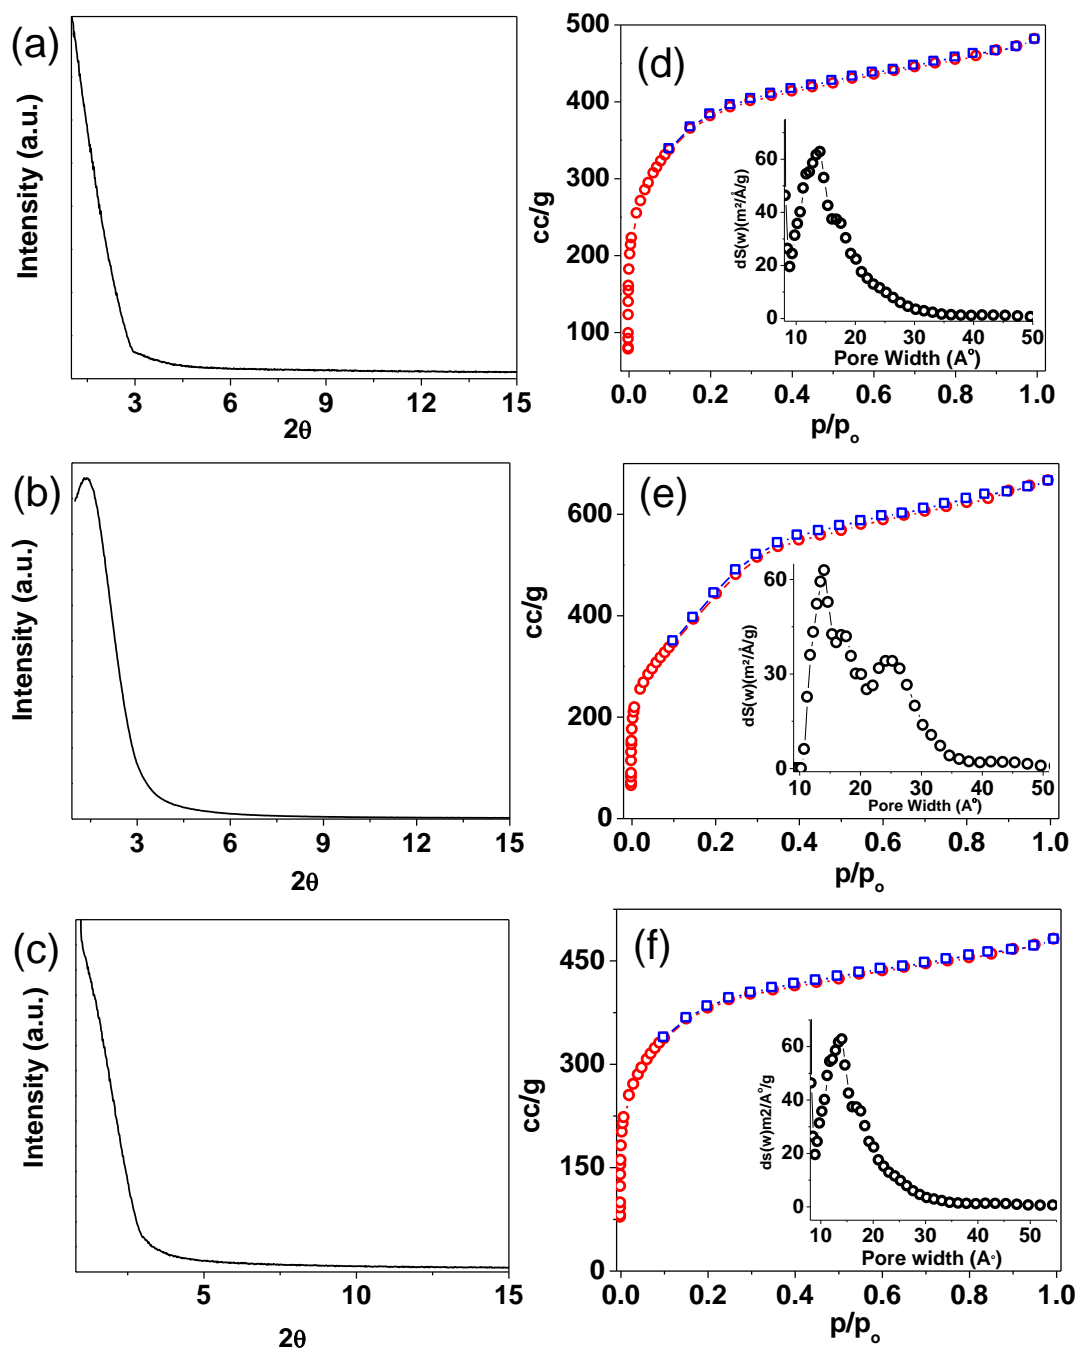 (a)
Intensity (a.u.)
3 6 9 12 15
2θ
(d)
500
400
300
200
100
cc/g
0.0 0.2 0.4 0.6 0.8 1.0
p/po
60
40
20
0
dS(w)(m²/Å/g)
10 20 30 40 50
Pore Width (A°)
(b)
Intensity (a.u.)
3 6 9 12 15
2θ
(e)
600
400
200
0
cc/g
0.0 0.2 0.4 0.6 0.8 1.0
p/po
60
30
0
dS(w)(m²/Å/g)
10 20 30 40 50
Pore Width (A°)
(c)
Intensity (a.u.)
5 10 15
2θ
(f)
450
300
150
0
cc/g
0.0 0.2 0.4 0.6 0.8 1.0
p/po
60
40
20
0
ds(w)m2/A°/g
10 20 30 40 50
Pore width (A°)